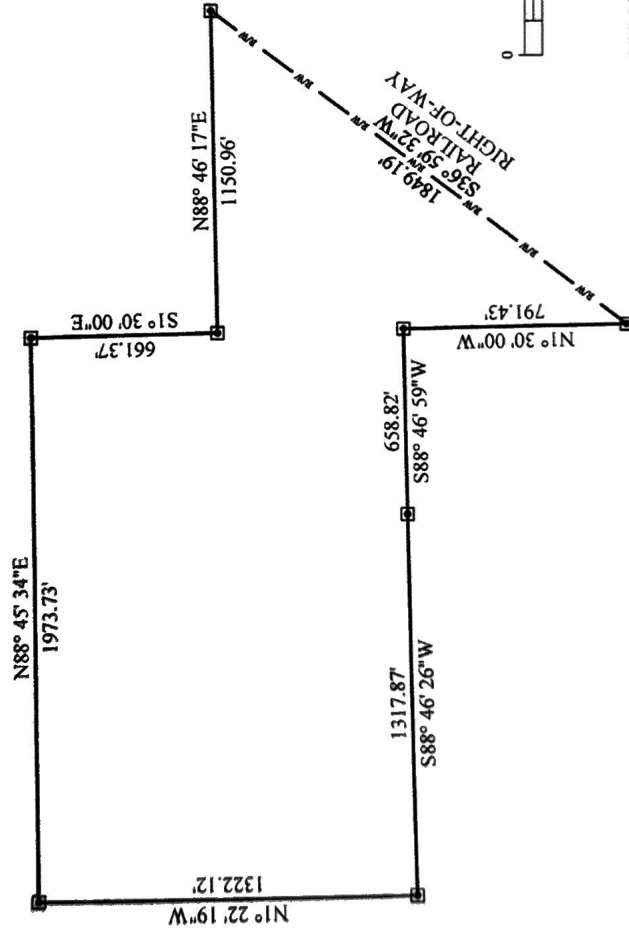 N88° 45' 34"E
1973.73'
S1° 30' 00"E
661.37'
N88° 46' 17"E
1150.96'
R/W
R/W
R/W
R/W
R/W
R/W
R/W
1849.19'
S36° 59' 32"W
RAILROAD
RIGHT-OF-WAY
0
791.43'
N1° 30' 00"W
658.82'
S88° 46' 59"W
1317.87'
S88° 46' 26"W
1322.12'
N1° 22' 19"W